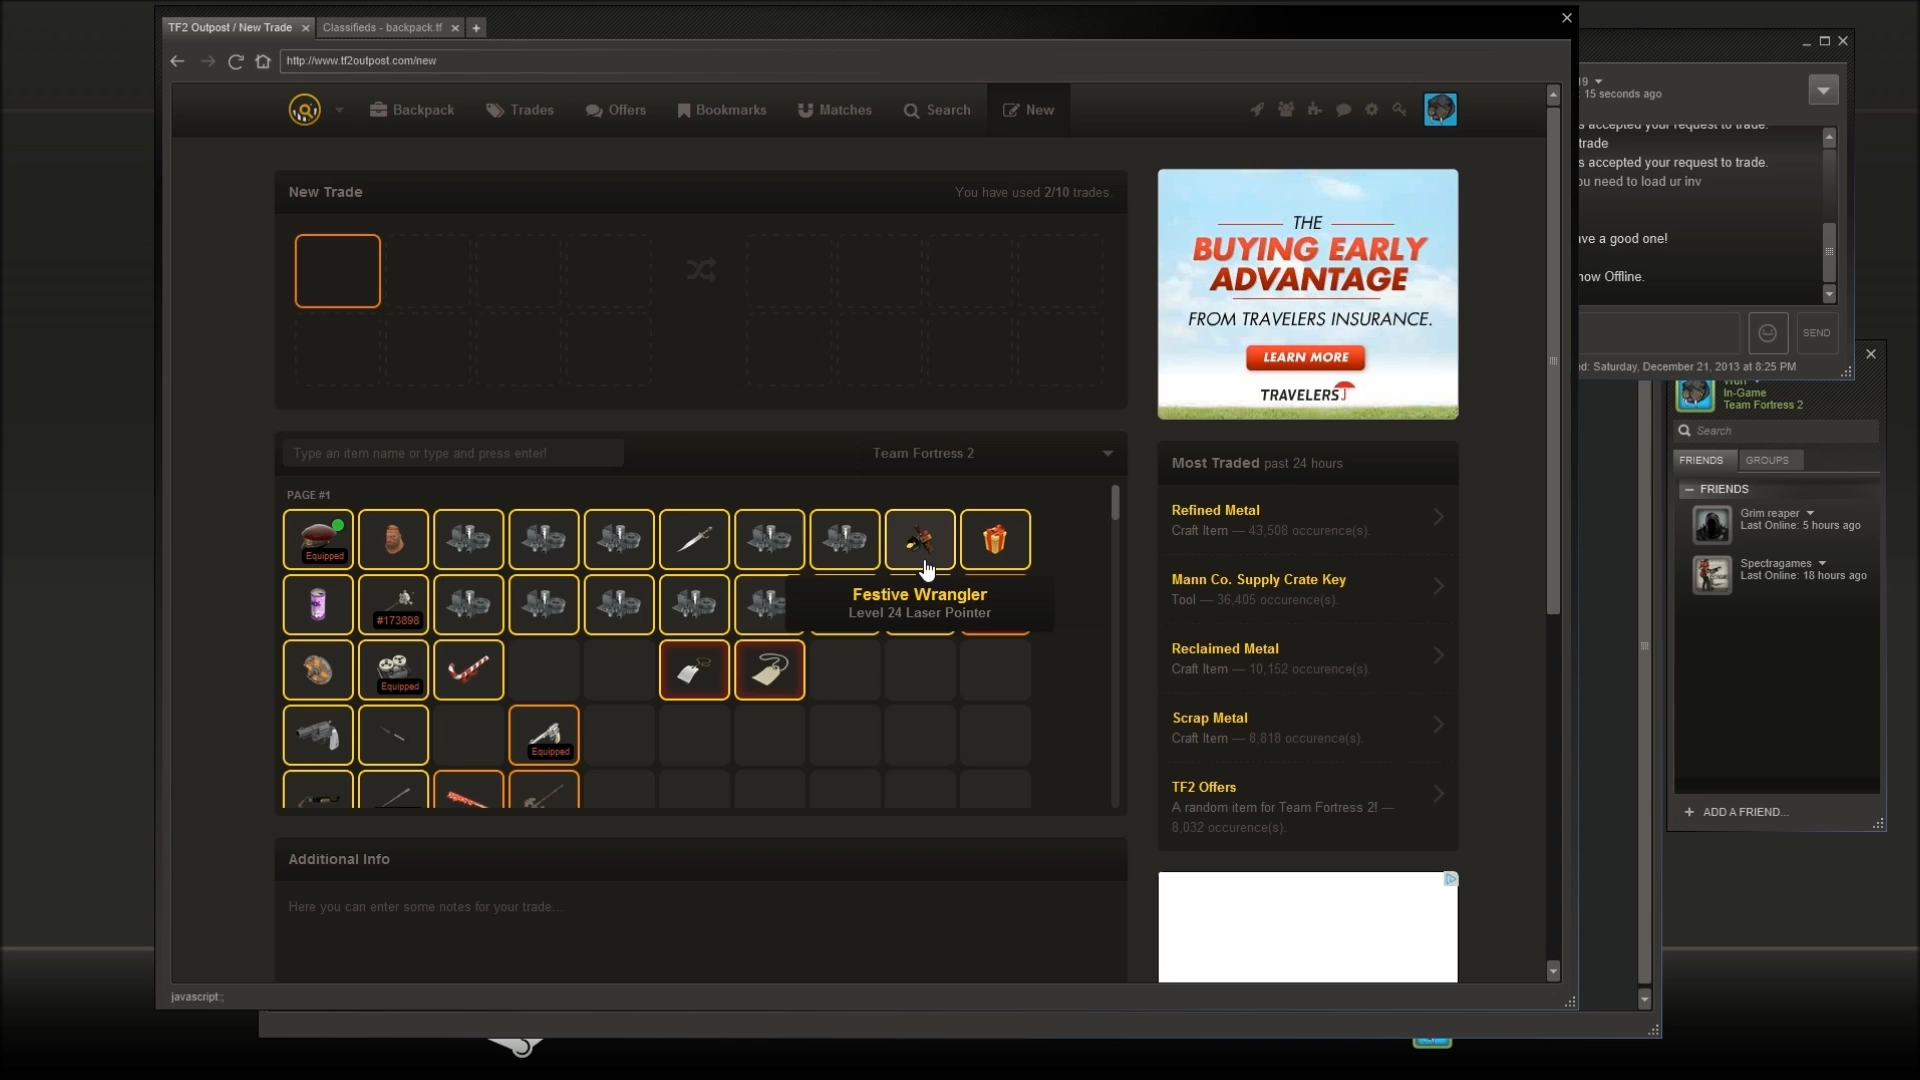 TF2 Outpost / New Trade
Classifieds - backpack.tf
http://www.tf2outpost.com/new
Backpack
Trades
Offers
Bookmarks
Matches
Search
New
New Trade
You have used 2/10 trades.
Type an item name or type and press enter!
Team Fortress 2
PAGE #1
Equipped
#173898
Festive Wrangler
Level 24 Laser Pointer
Equipped
Equipped
Additional Info
Here you can enter some notes for your trade...
javascript:;
THE
BUYING EARLY
ADVANTAGE
FROM TRAVELERS INSURANCE.
LEARN MORE
TRAVELERS
Most Traded past 24 hours
Refined Metal
Craft Item — 43,508 occurence(s).
Mann Co. Supply Crate Key
Tool — 36,405 occurence(s).
Reclaimed Metal
Craft Item — 10,152 occurence(s).
Scrap Metal
Craft Item — 8,818 occurence(s).
TF2 Offers
A random item for Team Fortress 2! —
8,032 occurence(s).
15 seconds ago
accepted your request to trade.
trade
accepted your request to trade.
need to load ur inv
a good one!
Offline.
SEND
Saturday, December 21, 2013 at 8:25 PM
In-Game
Team Fortress 2
Search
FRIENDS
GROUPS
FRIENDS
Grim reaper
Last Online: 5 hours ago
Spectragames
Last Online: 18 hours ago
+ ADD A FRIEND...